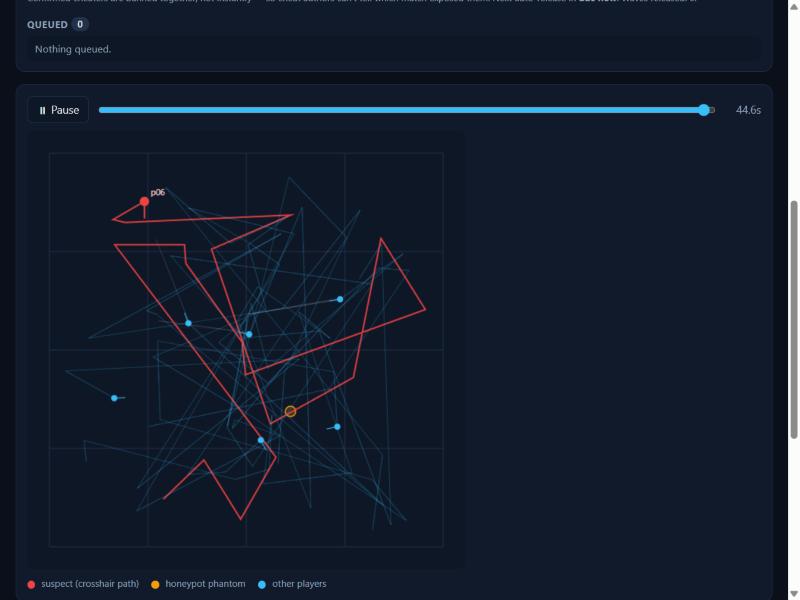 QUEUED 0
Nothing queued.
Pause
44.6s
p06
suspect (crosshair path)
honeypot phantom
other players